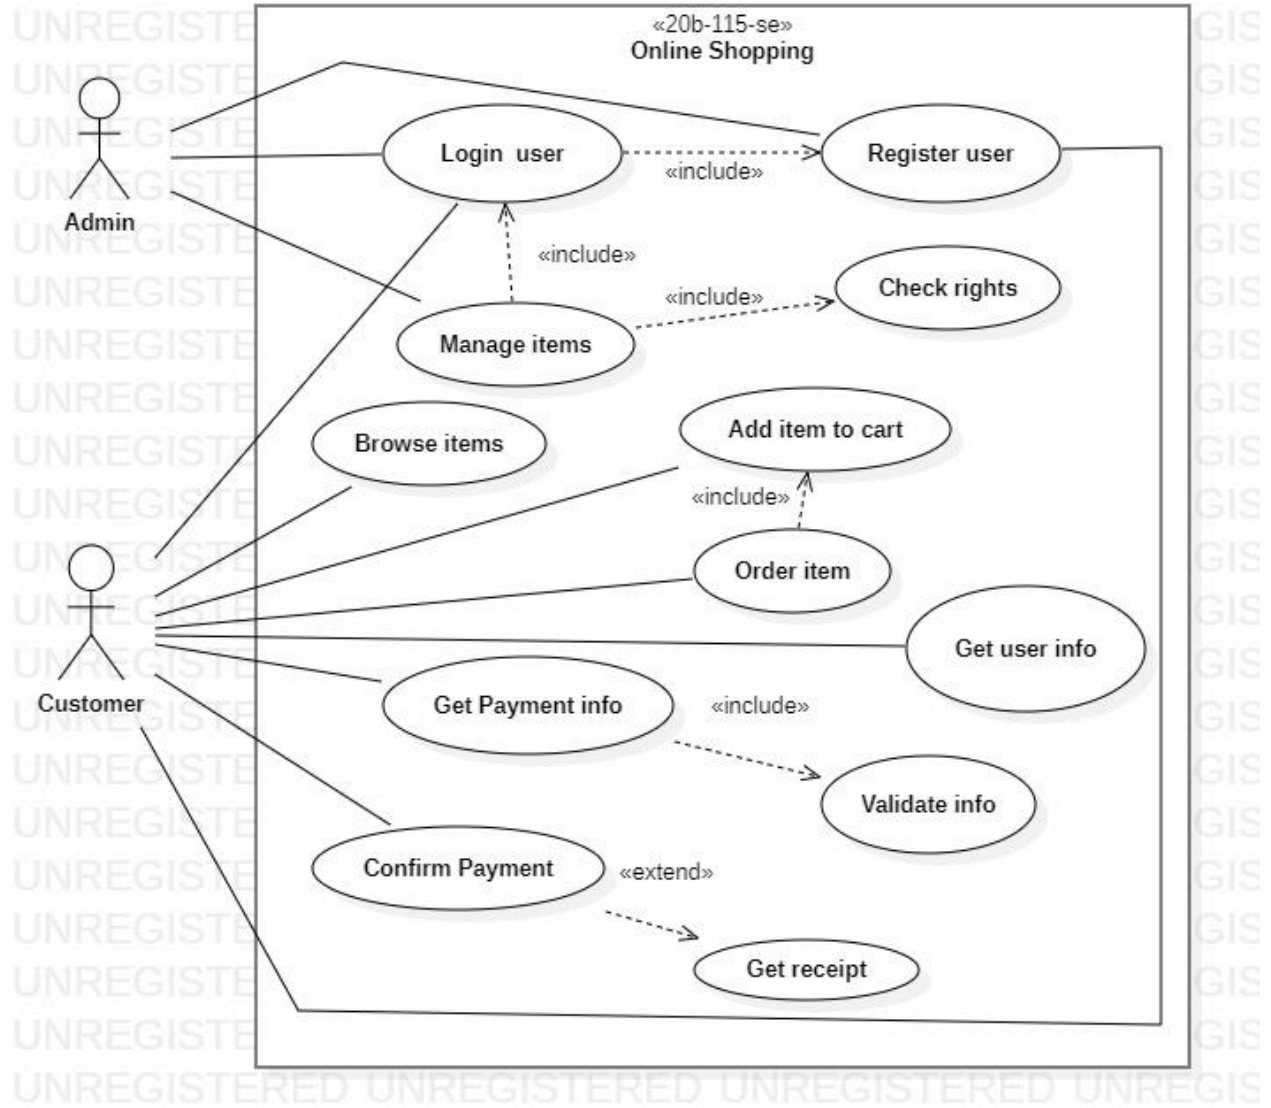 «20b-115-se»
Online Shopping
Admin
Login  user
«include»
Register user
«include»
Check rights
«include»
Manage items
Browse items
Add item to cart
«include»
Order item
Get user info
Customer
Get Payment info
«include»
Validate info
Confirm Payment
«extend»
Get receipt
UNREGISTERED UNREGISTERED UNREGISTERED UNREGIS